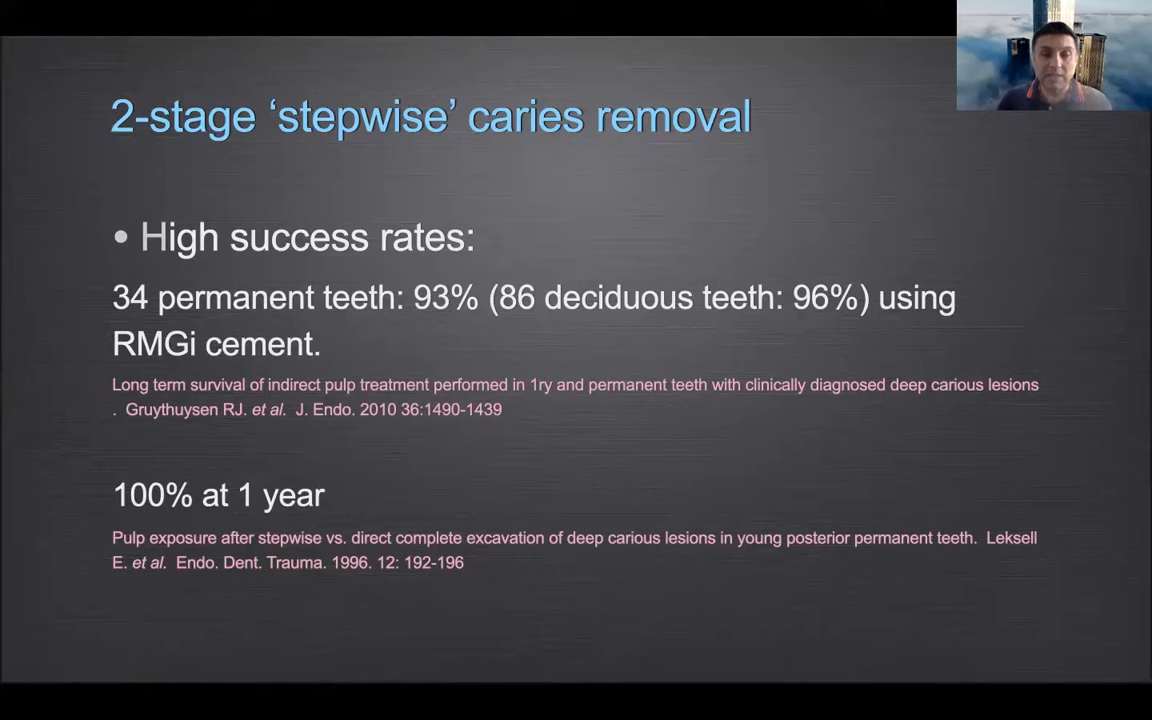 2-stage ‘stepwise’ caries removal
• High success rates:
34 permanent teeth: 93% (86 deciduous teeth: 96%) using
RMGi cement.
Long term survival of indirect pulp treatment performed in 1ry and permanent teeth with clinically diagnosed deep carious lesions
. Gruythuysen RJ. et al. J. Endo. 2010 36:1490-1439
100% at 1 year
Pulp exposure after stepwise vs. direct complete excavation of deep carious lesions in young posterior permanent teeth. Leksell
E. et al. Endo. Dent. Trauma. 1996. 12: 192-196